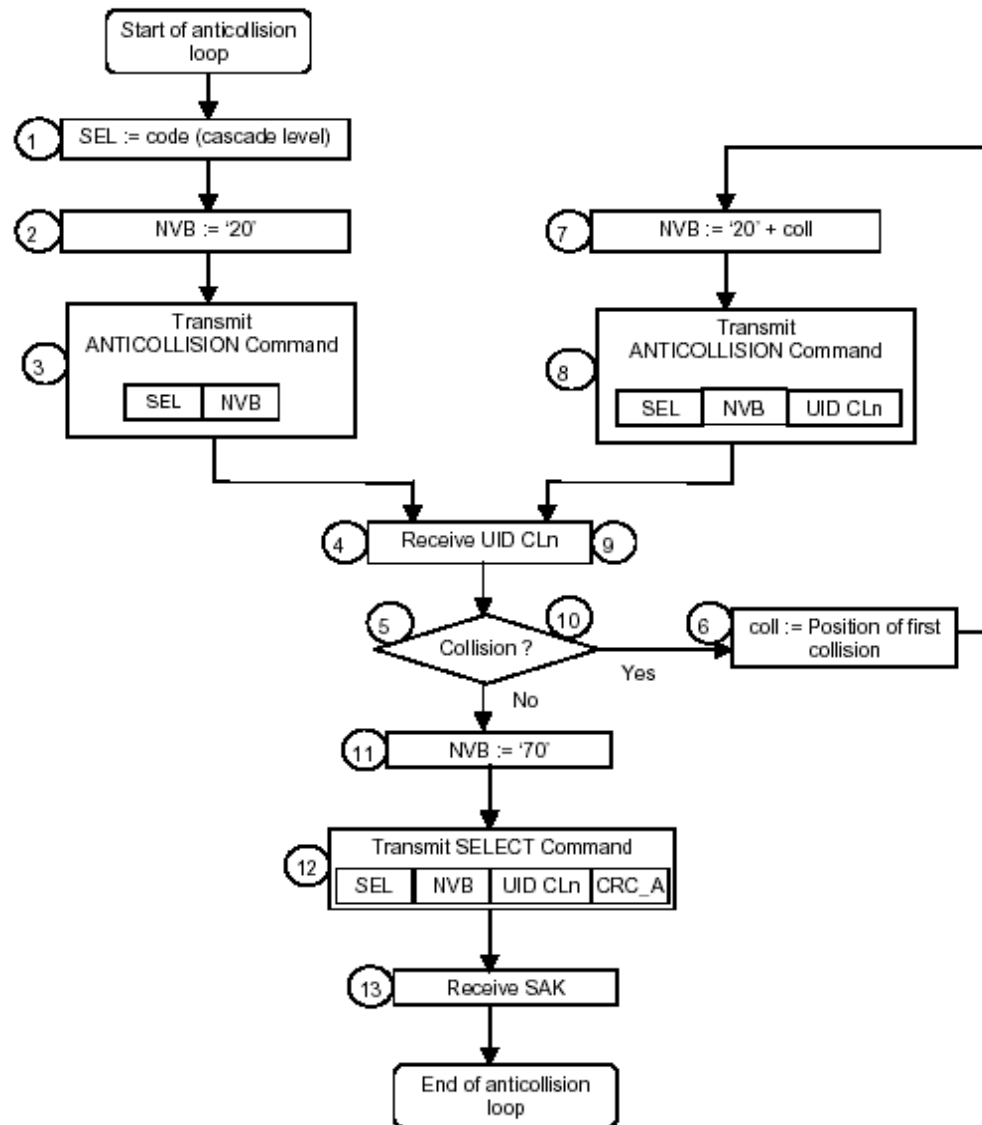 Start of anticollision
loop
1
SEL := code (cascade level)
2
NVB := ‘20’
7
NVB := ‘20’ + coll
3
Transmit
ANTICOLLISION Command
SEL NVB
8
Transmit
ANTICOLLISION Command
SEL NVB UID CLn
4
Receive UID CLn
9
5
Collision ?
10
Yes
No
6
coll := Position of first
collision
11
NVB := ‘70’
12
Transmit SELECT Command
SEL NVB UID CLn CRC_A
13
Receive SAK
End of anticollision
loop